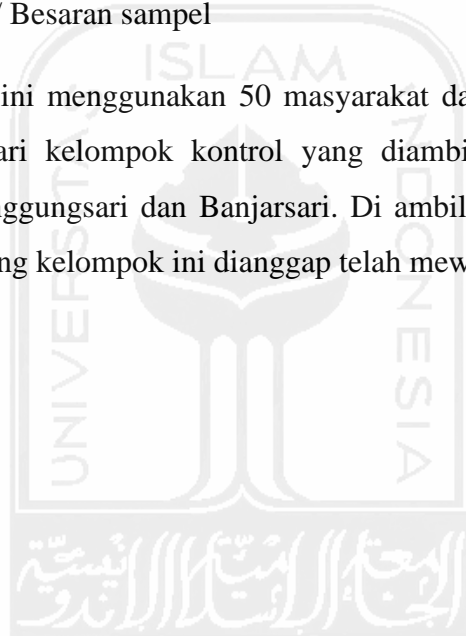 / Besaran sampel
ini menggunakan 50 masyarakat da
ari kelompok kontrol yang diambi
nggungsari dan Banjarsari. Di ambil
ng kelompok ini dianggap telah mew
ISLAM
UNIVERSITAS
INDONESIA